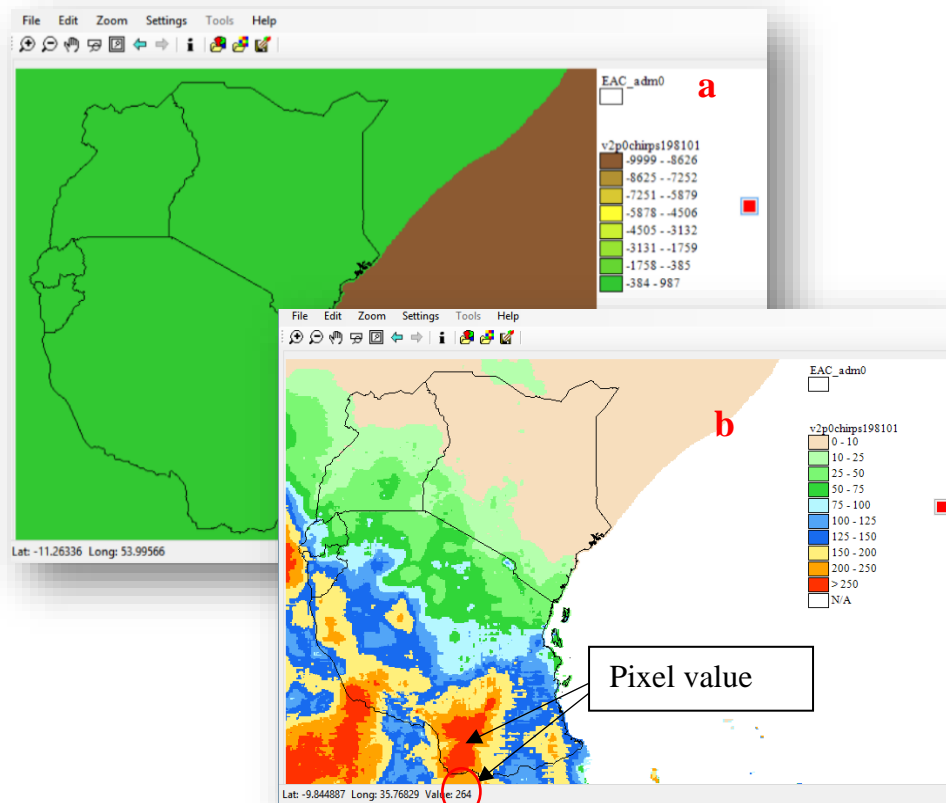 File Edit Zoom Settings Tools Help
EAC_adm0
a
v2p0chirps198101
-9999 - -8626
-8625 - -7252
-7251 - -5879
-5878 - -4506
-4505 - -3132
-3131 - -1759
-1758 - -385
-384 - 987
Lat: -11.26336 Long: 53.99566
File Edit Zoom Settings Tools Help
EAC_adm0
b
v2p0chirps198101
0 - 10
10 - 25
25 - 50
50 - 75
75 - 100
100 - 125
125 - 150
150 - 200
200 - 250
> 250
N/A
Pixel value
Lat: -9.844887 Long: 35.76829 Value: 264